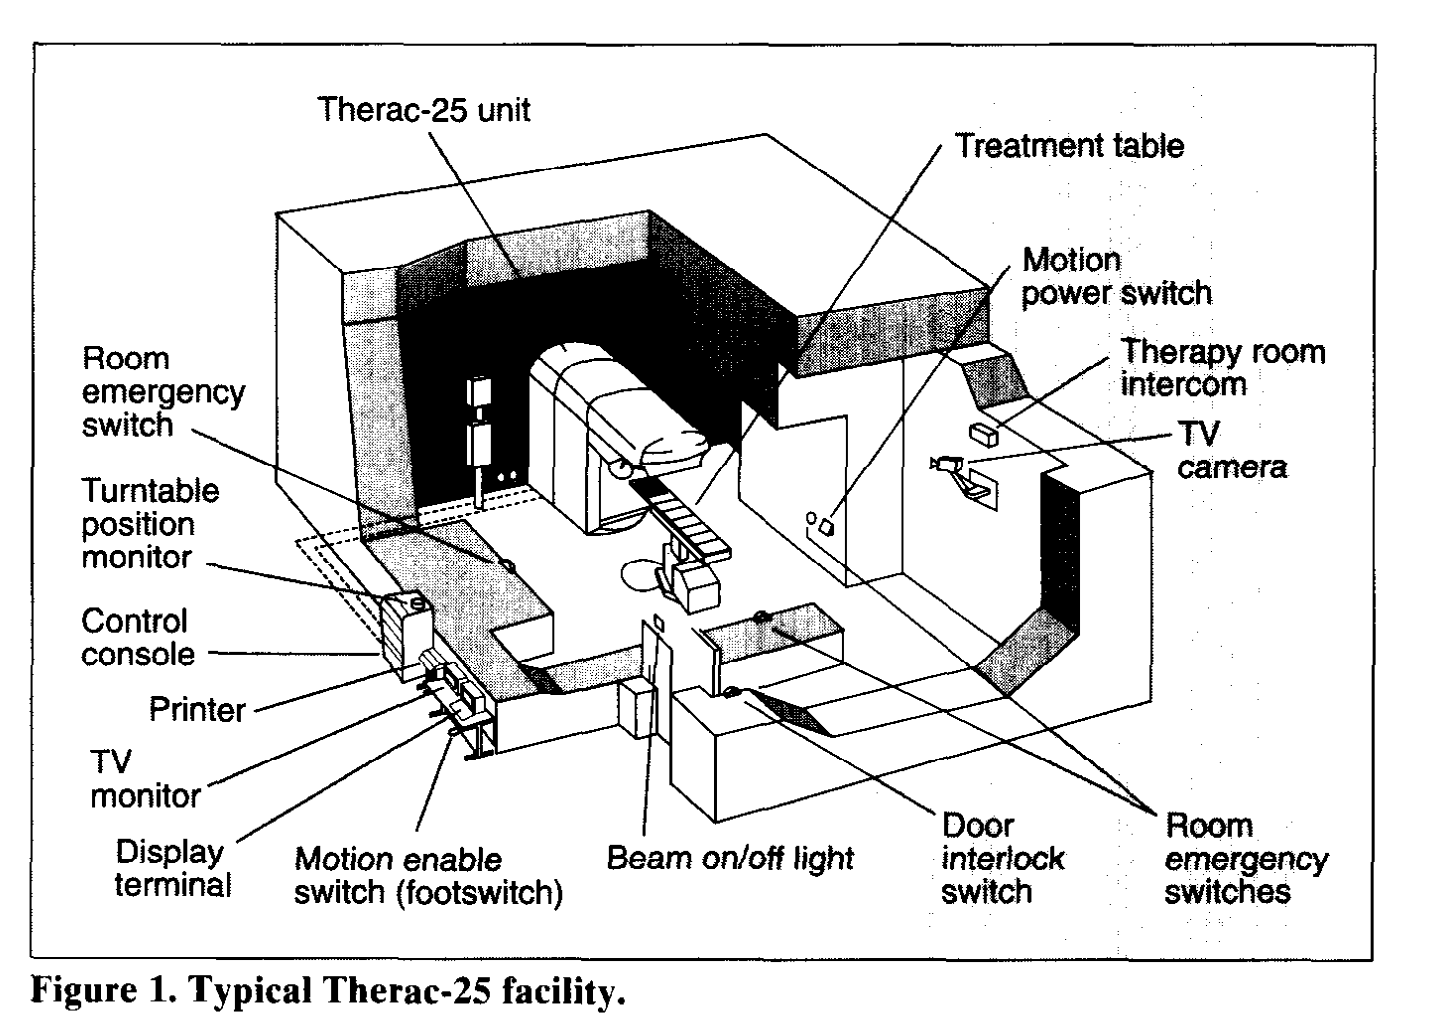 Therac-25 unit
Treatment table
Motion
power switch
Therapy room
intercom
TV
camera
Room
emergency
switch
Turntable
position
monitor
Control
console
Printer
TV
monitor
Display
terminal
Motion enable
switch (footswitch)
Beam on/off light
Door
interlock
switch
Room
emergency
switches
Figure 1. Typical Therac-25 facility.